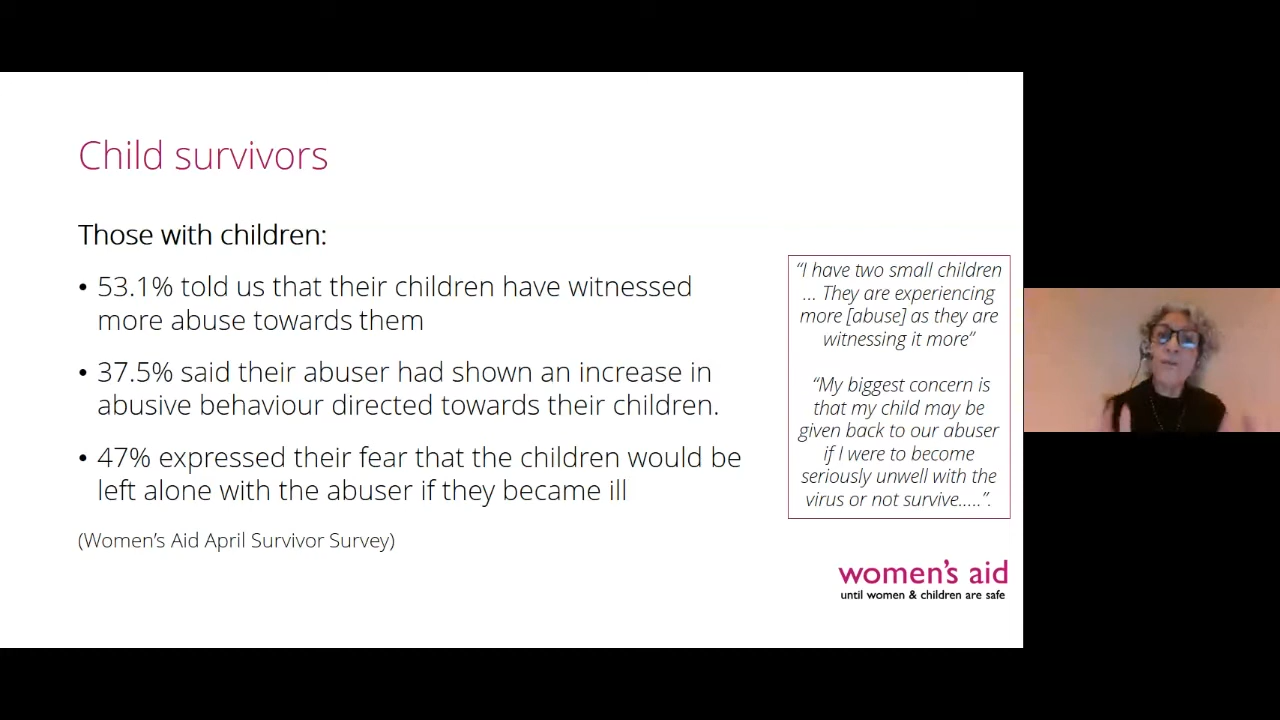 Child survivors
Those with children:
• 53.1% told us that their children have witnessed
more abuse towards them
• 37.5% said their abuser had shown an increase in
abusive behaviour directed towards their children.
• 47% expressed their fear that the children would be
left alone with the abuser if they became ill
(Women’s Aid April Survivor Survey)
“I have two small children
... They are experiencing
more [abuse] as they are
witnessing it more”
“My biggest concern is
that my child may be
given back to our abuser
if I were to become
seriously unwell with the
virus or not survive.....”.
women's aid
until women & children are safe